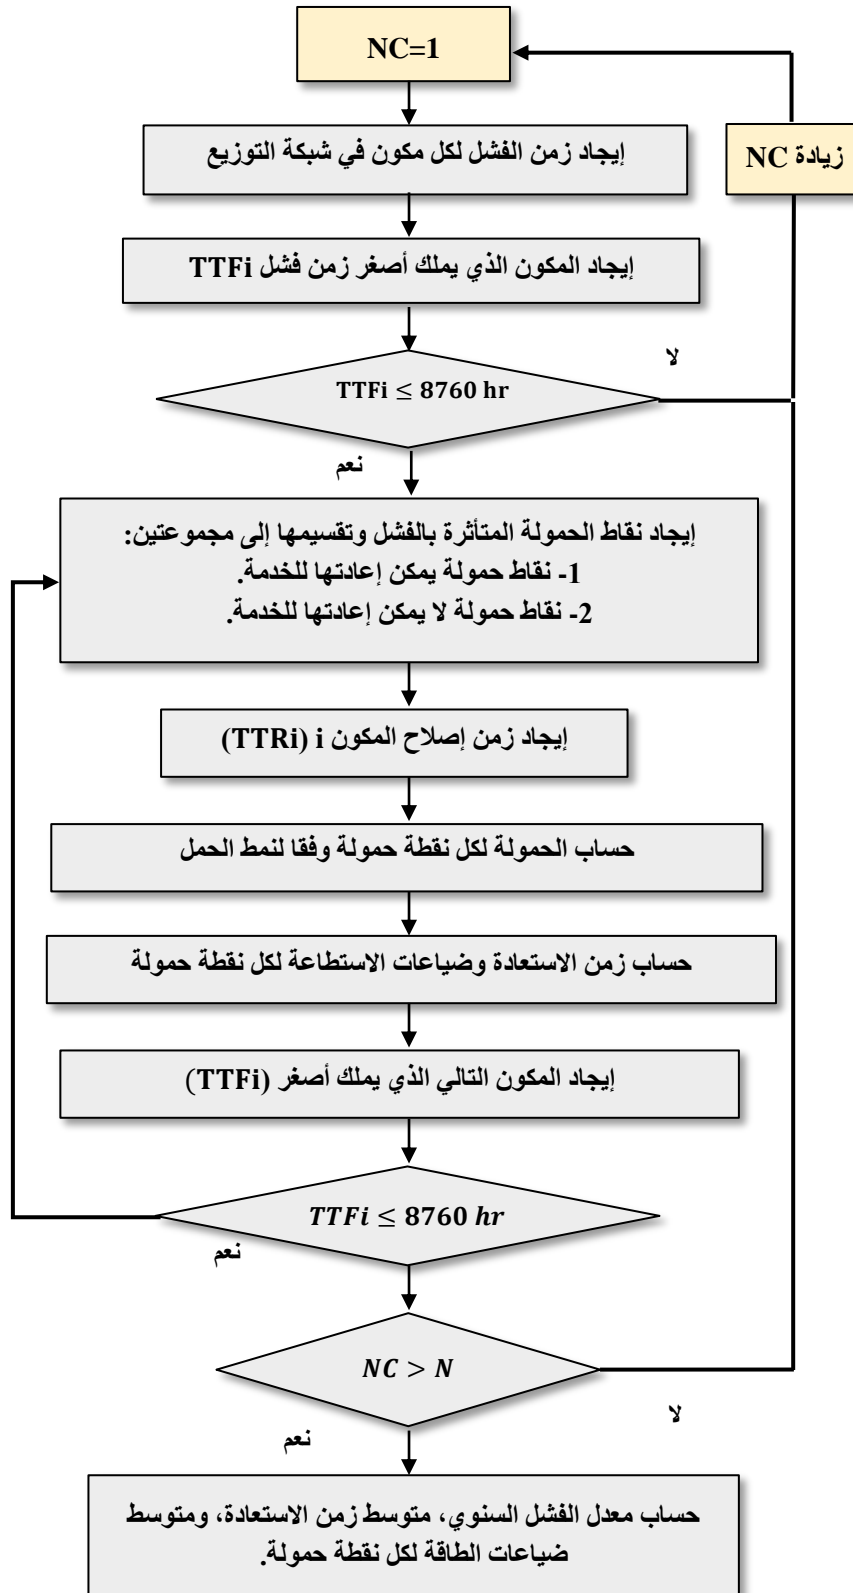 NC=1
إيجاد زمن الفشل لكل مكون في شبكة التوزيع
زيادة NC
إيجاد المكون الذي يملك أصغر زمن فشل TTFi
لا
TTFi ≤ 8760 hr
نعم
إيجاد نقاط الحمولة المتأثرة بالفشل وتقسيمها إلى مجموعتين:
1- نقاط حمولة يمكن إعادتها للخدمة.
2- نقاط حمولة لا يمكن إعادتها للخدمة.
إيجاد زمن إصلاح المكون i (TTRi)
حساب الحمولة لكل نقطة حمولة وفقا لنمط الحمل
حساب زمن الاستعادة وضياعات الاستطاعة لكل نقطة حمولة
إيجاد المكون التالي الذي يملك أصغر (TTFi)
TTFi ≤ 8760 hr
نعم
NC > N
لا
نعم
حساب معدل الفشل السنوي، متوسط زمن الاستعادة، ومتوسط
ضياعات الطاقة لكل نقطة حمولة.